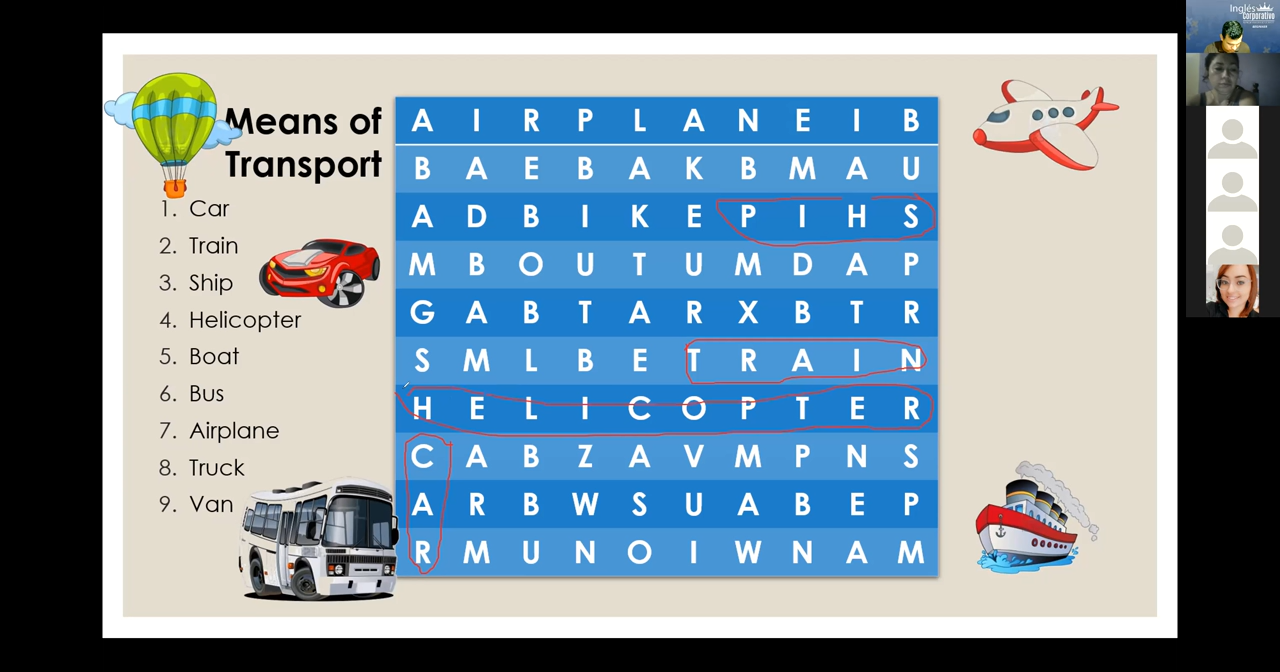 Means of
Transport
1. Car
2. Train
3. Ship
4. Helicopter
5. Boat
6. Bus
7. Airplane
8. Truck
9. Van
A I R P L A N E I B
B A E B A K B M A U
A D B I K E P I H S
M B O U T U M D A P
G A B T A R X B T R
S M L B E T R A I N
H E L I C O P T E R
C A B Z A V M P N S
A R B W S U A B E P
R M U N O I W N A M
Inglés
Corporativo